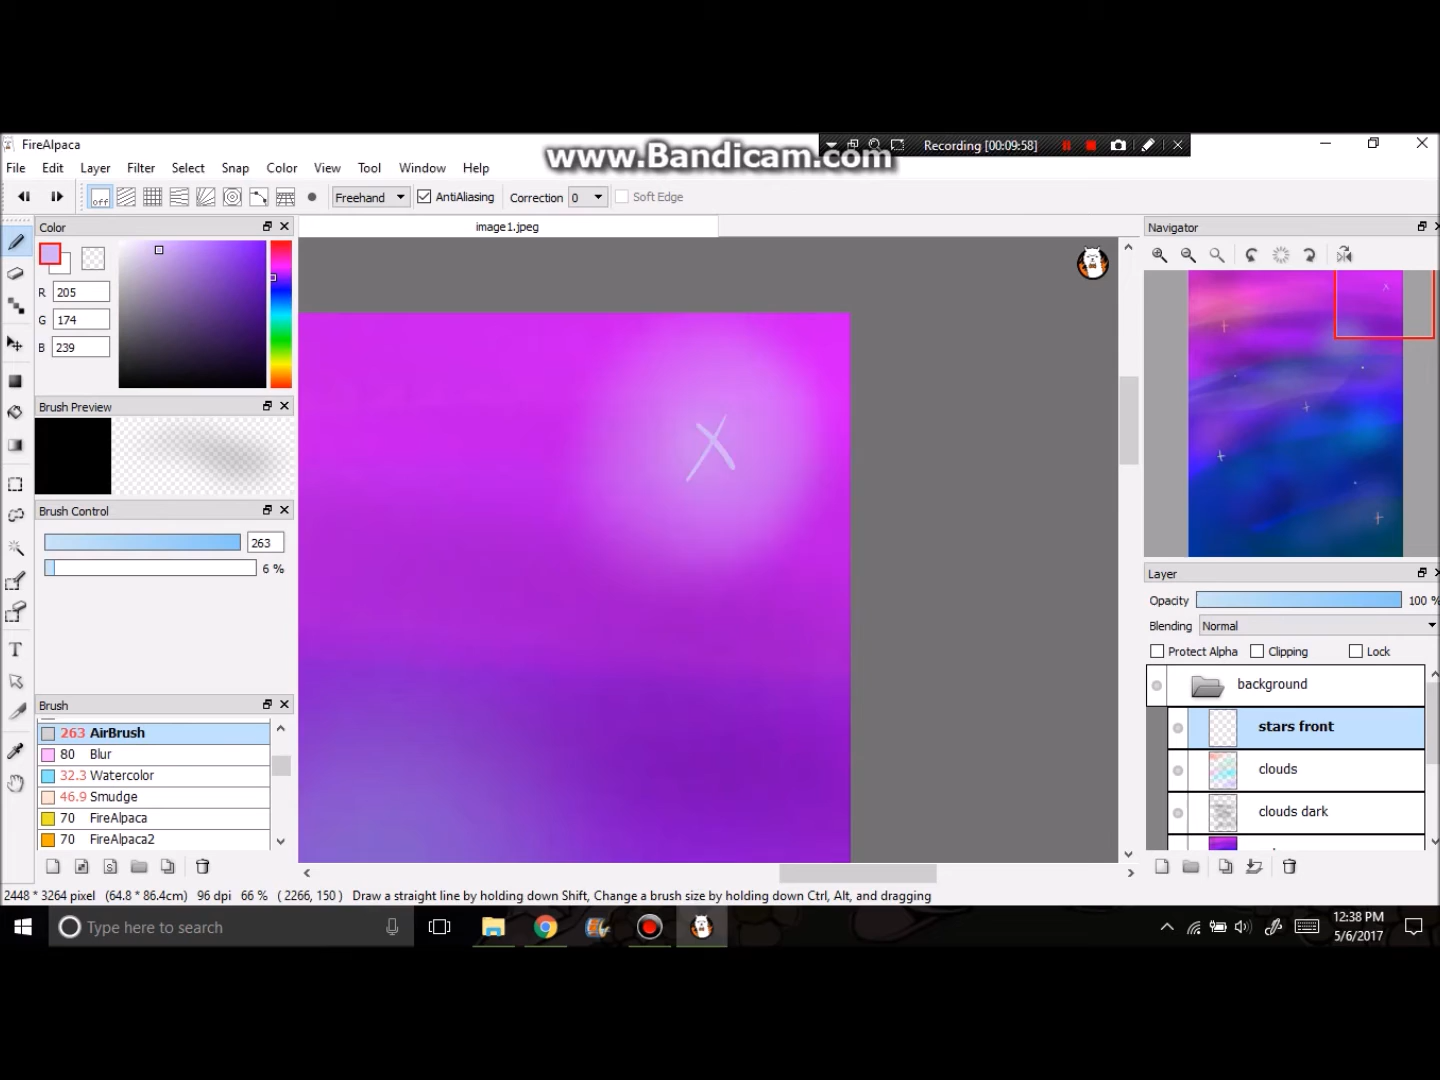 FireAlpaca
www.Bandicam.com
Recording [00:09:58]
File Edit Layer Filter Select Snap Color View Tool Window Help
off Freehand AntiAliasing Correction 0 Soft Edge
Color
image1.jpeg
Navigator
R 205
G 174
B 239
Brush Preview
Brush Control
263
6 %
Layer
Opacity 100 %
Blending Normal
Protect Alpha Clipping Lock
background
stars front
clouds
clouds dark
Brush
263 AirBrush
80 Blur
32.3 Watercolor
46.9 Smudge
70 FireAlpaca
70 FireAlpaca2
2448 * 3264 pixel (64.8 * 86.4cm) 96 dpi 66 % ( 2266, 150 ) Draw a straight line by holding down Shift, Change a brush size by holding down Ctrl, Alt, and dragging
Type here to search
12:38 PM
5/6/2017